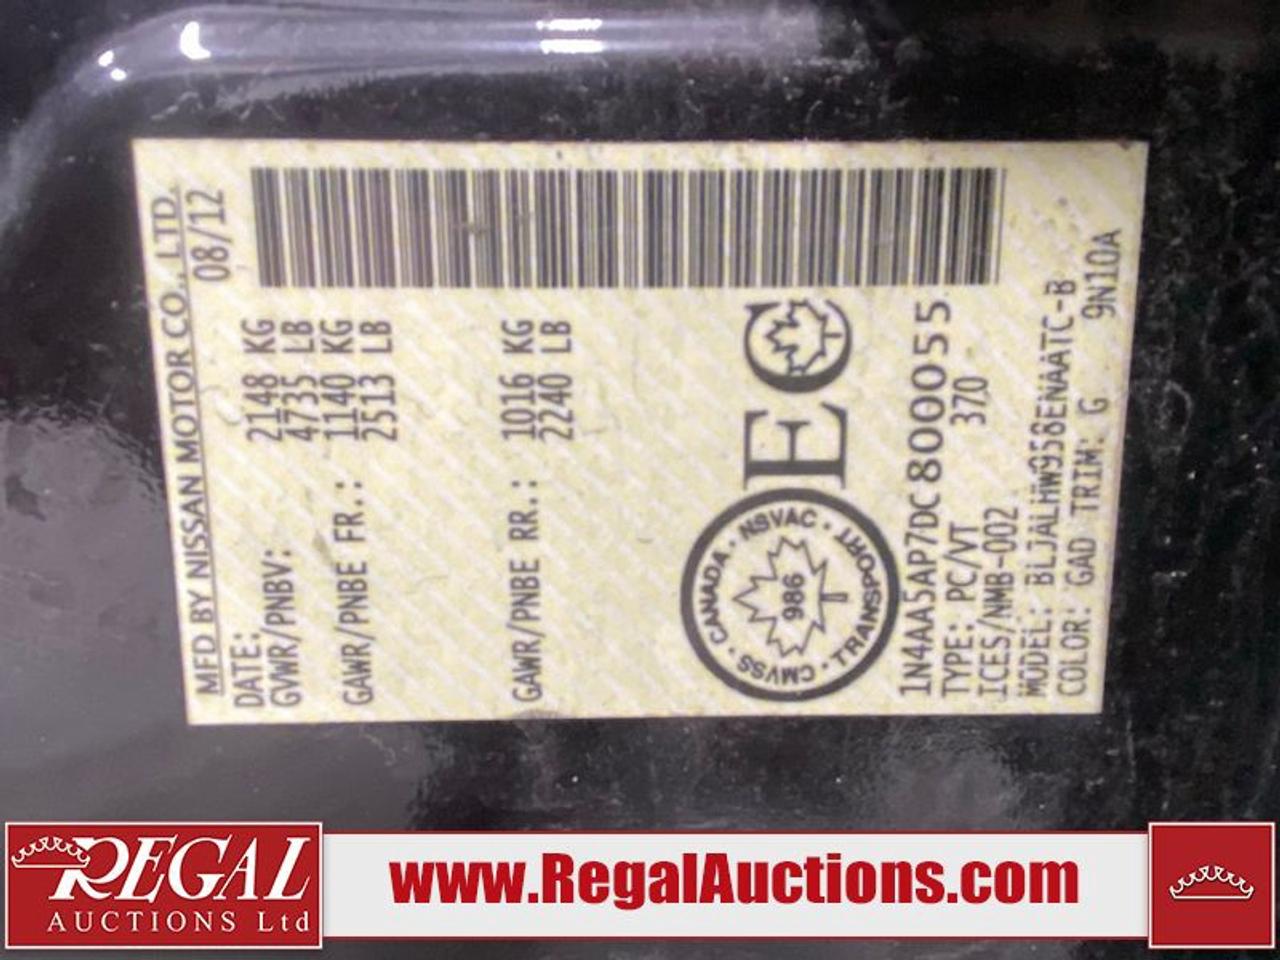 MFD BY NISSAN MOTOR CO., LTD.
DATE: 08/12
GVWR/PNBV: 2148 KG
4735 LB
GAWR/PNBE FR.: 1140 KG
2513 LB
GAWR/PNBE RR.: 1016 KG
2240 LB
CANADA · NSVAC · TRANSPORT · CMVSS ·
986
EC
1N4AA5AP7DC800055
TYPE: PC/VT 370
ICES/NMB-002
MODEL: BLJALHW958ENAATC-B
COLOR: GAD TRIM: G 9N10A
REGAL
AUCTIONS Ltd
www.RegalAuctions.com